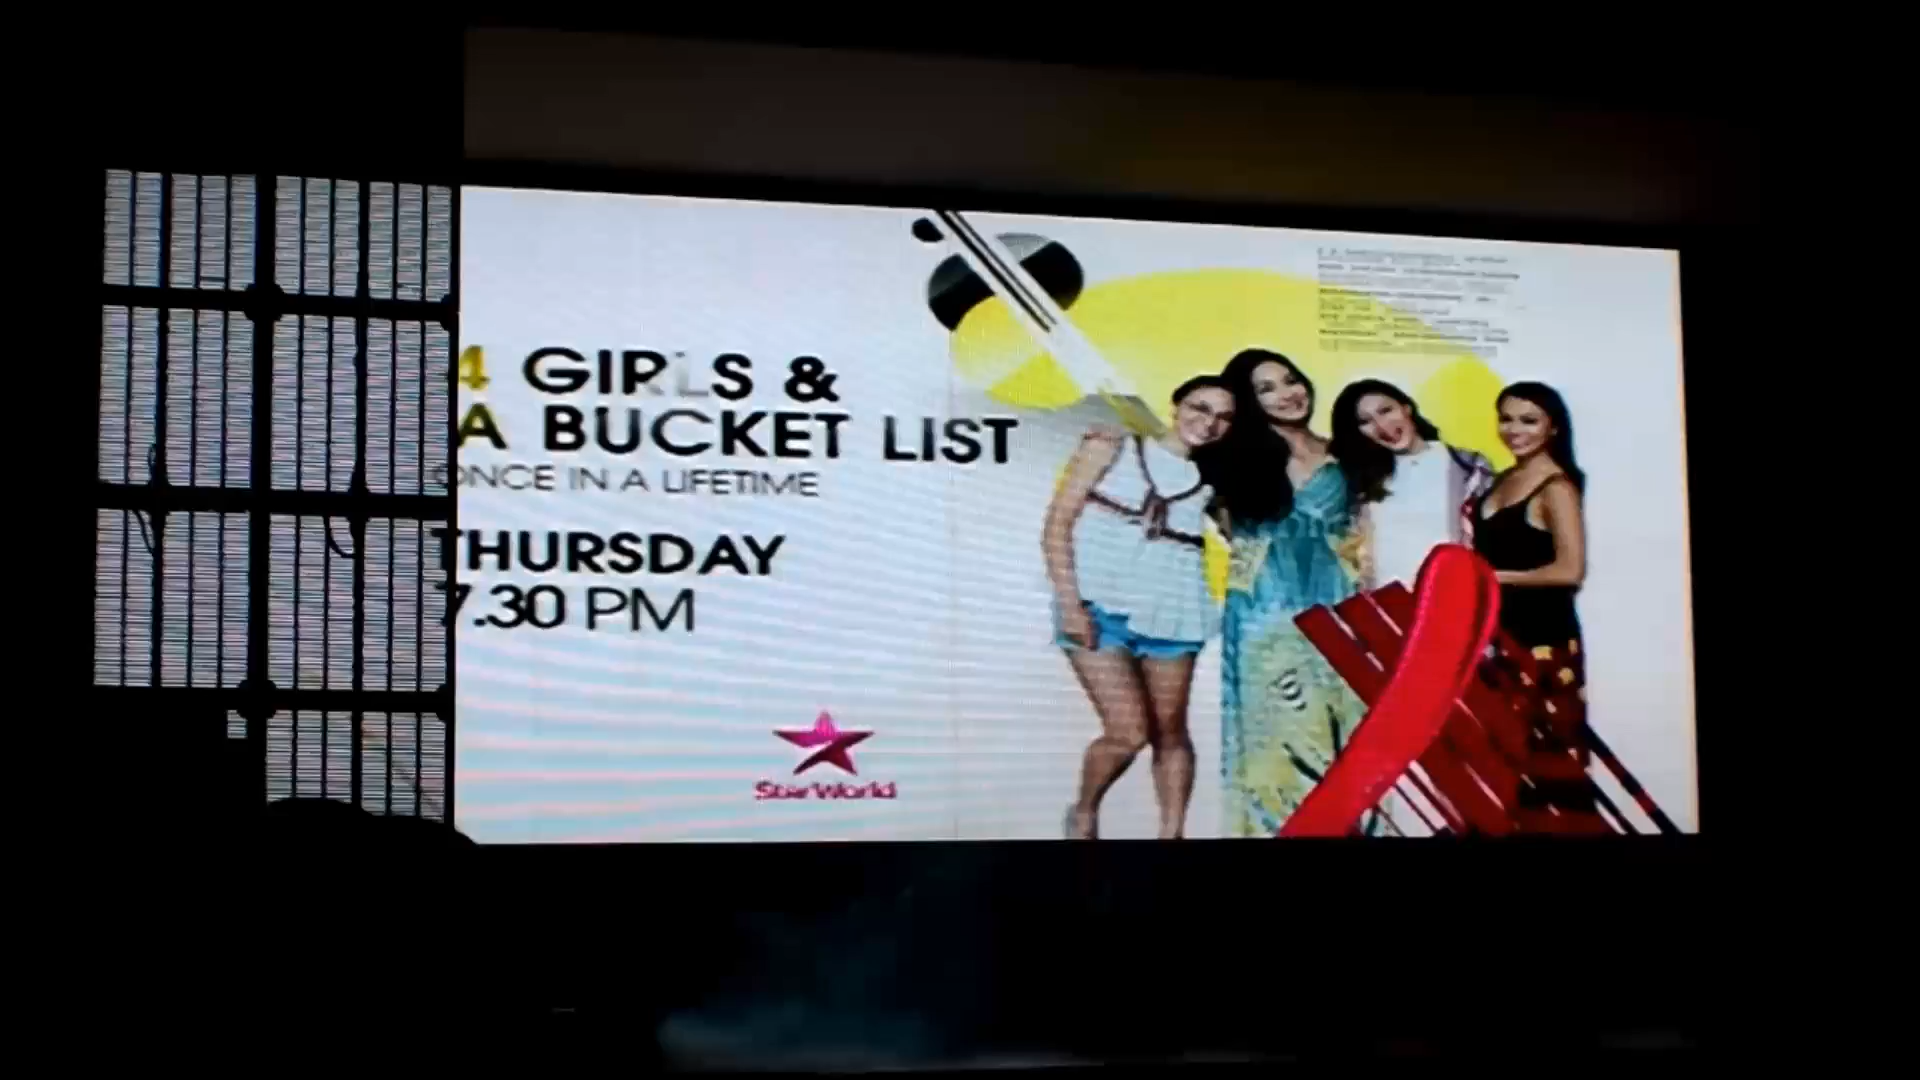 4 GIRLS &
A BUCKET LIST
ONCE IN A LIFETIME
THURSDAY
7.30 PM
StarWorld